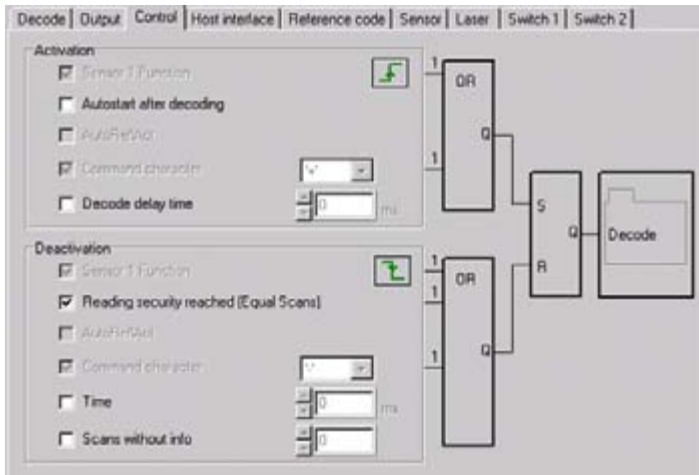 Decode Output Control Host interface Reference code Sensor Laser Switch 1 Switch 2
Activation
Sensor 1 Function
Autostart after decoding
AutoReflAct
Command character
Decode delay time 0 ms
1
OR
1
Q
S
Q
R
Decode
Deactivation
Sensor 1 Function
Reading security reached (Equal Scans)
AutoReflAct
Command character
Time 0 ms
Scans without info 0
1
OR
1
1
Q